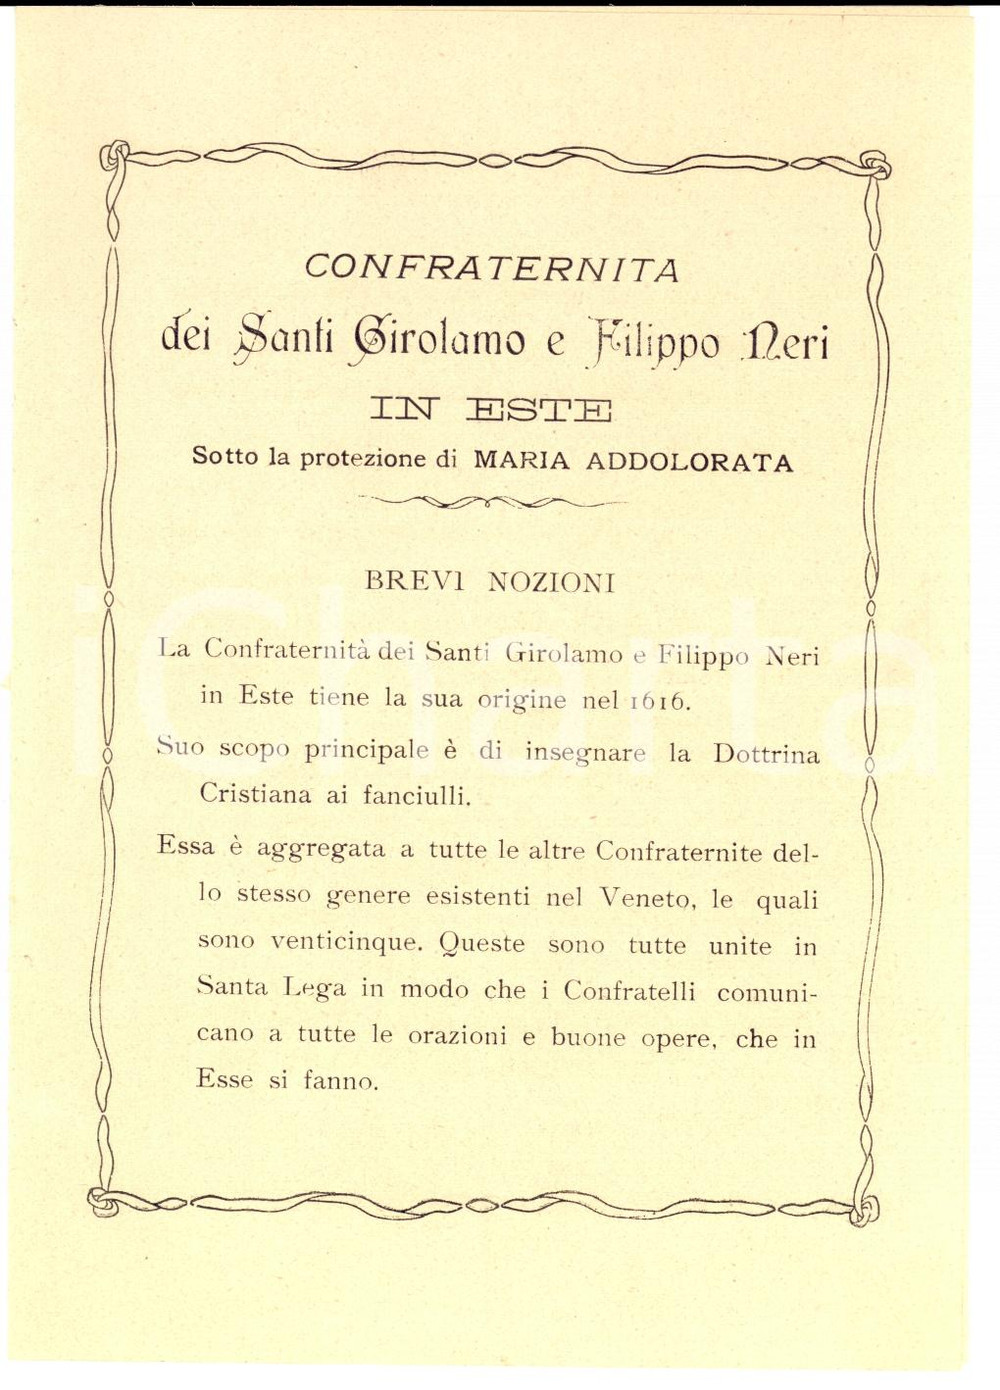 CONFRATERNITA
dei Santi Girolamo e Filippo Neri
IN ESTE
Sotto la protezione di MARIA ADDOLORATA
BREVI NOZIONI
La Confraternità dei Santi Girolamo e Filippo Neri
in Este tiene la sua origine nel 1616.
Suo scopo principale è di insegnare la Dottrina
Cristiana ai fanciulli.
Essa è aggregata a tutte le altre Confraternite del-
lo stesso genere esistenti nel Veneto, le quali
sono venticinque. Queste sono tutte unite in
Santa Lega in modo che i Confratelli comuni-
cano a tutte le orazioni e buone opere, che in
Esse si fanno.